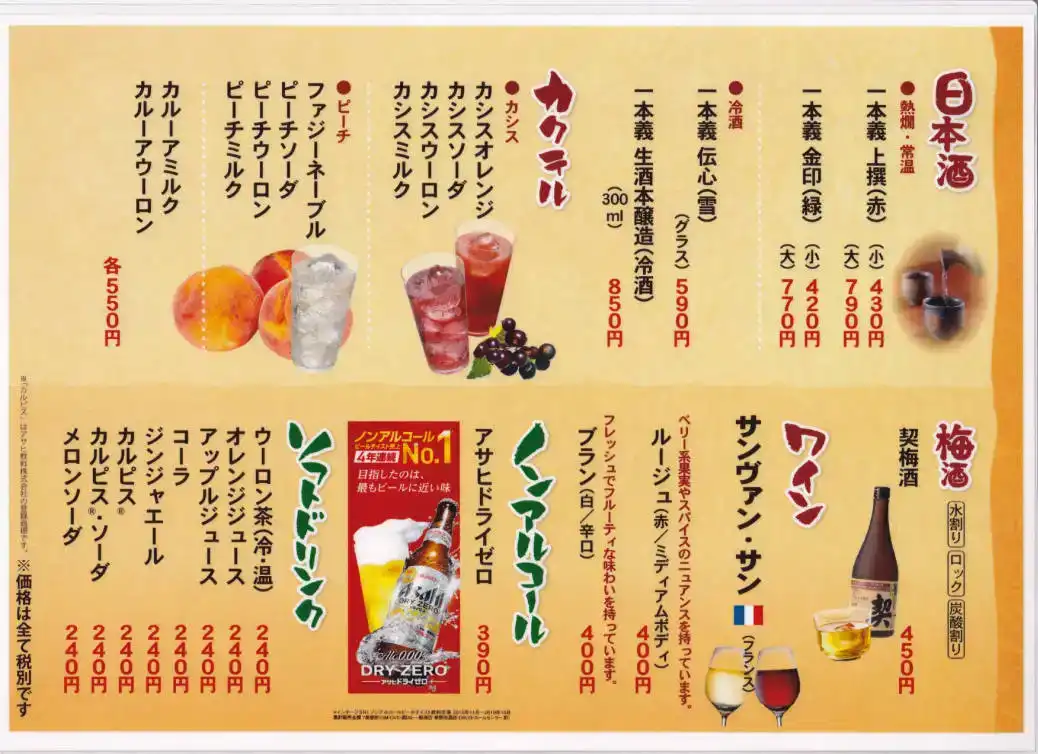 日本酒
●熱燗・常温
一本義 上撰(赤)
(小)430円
(大)790円
一本義 金印(緑)
(小)420円
(大)770円
●冷酒
一本義 伝心(雪)
(グラス)590円
一本義 生酒本醸造(冷酒)
(300ml)
850円
カクテル
●カシス
カシスオレンジ
カシスソーダ
カシスウーロン
カシスミルク
●ピーチ
ファジーネーブル
ピーチソーダ
ピーチウーロン
ピーチミルク
カルーアミルク
カルーアウーロン
各550円
梅酒
水割り
ロック
炭酸割り
契梅酒 450円
契
ワイン
サンヴァン・サン
(フランス)
ベリー系果実やスパイスのニュアンスを持っています。
ルージュ(赤/ミディアムボディ) 400円
フレッシュでフルーティな味わいを持っています。
ブラン(白/辛口) 400円
ノンアルコール
アサヒドライゼロ 390円
ノンアルコール
ビールテイスト売上
4年連続
No.1
目指したのは、
最もビールに近い味
Asahi
DRY ZERO
Alc.0.00%
DRY ZERO
アサヒドライゼロ
ソフトドリンク
ウーロン茶(冷・温) 240円
オレンジジュース 240円
アップルジュース 240円
コーラ 240円
ジンジャエール 240円
カルピス® 240円
カルピス®・ソーダ 240円
メロンソーダ 240円
※「カルピス」はアサヒ飲料株式会社の登録商標です。
※価格は全て税別です